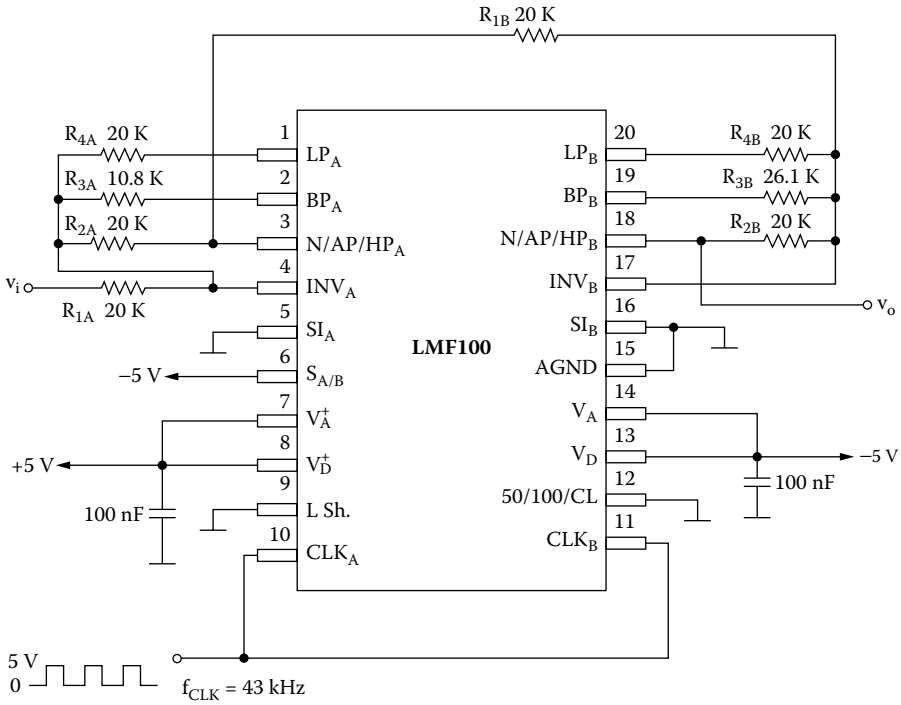 R1B 20 K
R4A 20 K
R3A 10.8 K
R2A 20 K
vi
R1A 20 K
1
LPA
2
BPA
3
N/AP/HPA
4
INVA
5
SIA
6
SA/B
−5 V
7
V+A
8
V+D
+5 V
9
L Sh.
100 nF
10
CLKA
LMF100
20
LPB
R4B 20 K
19
BPB
R3B 26.1 K
18
N/AP/HPB
R2B 20 K
17
INVB
vo
16
SIB
15
AGND
14
VA
13
VD
−5 V
12
50/100/CL
100 nF
11
CLKB
5 V
0
fCLK = 43 kHz